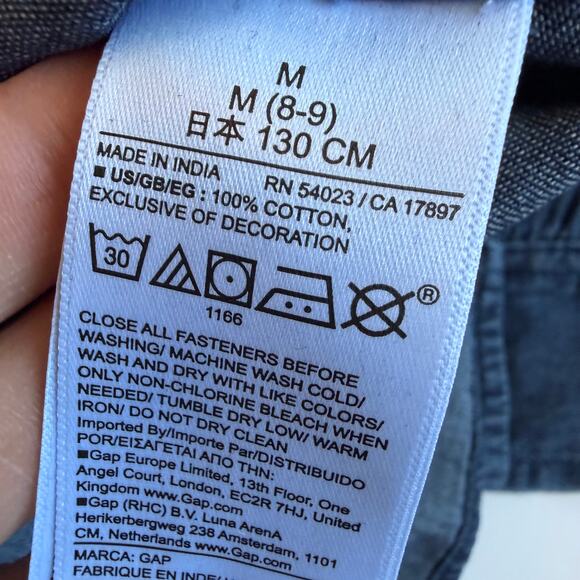 M
M (8-9)
日本 130 CM
MADE IN INDIA RN 54023 / CA 17897
■ US/GB/EG : 100% COTTON,
EXCLUSIVE OF DECORATION
30 ®
1166
CLOSE ALL FASTENERS BEFORE
WASHING/ MACHINE WASH COLD/
WASH AND DRY WITH LIKE COLORS/
ONLY NON-CHLORINE BLEACH WHEN
NEEDED/ TUMBLE DRY LOW/ WARM
IRON/ DO NOT DRY CLEAN
Imported By/Importe Par/DISTRIBUIDO
POR/ΕΙΣΑΓΕΤΑΙ ΑΠΟ ΤΗΝ:
■Gap Europe Limited, 13th Floor, One
Angel Court, London, EC2R 7HJ, United
Kingdom www.Gap.com
■Gap (RHC) B.V. Luna ArenA
Herikerbergweg 238 Amsterdam, 1101
CM, Netherlands www.Gap.com
MARCA: GAP
FABRIQUE EN INDE/